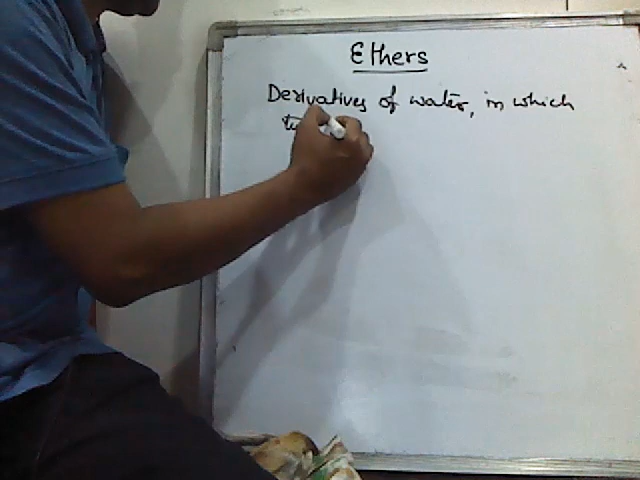 Ethers
Derivatives of water, in which